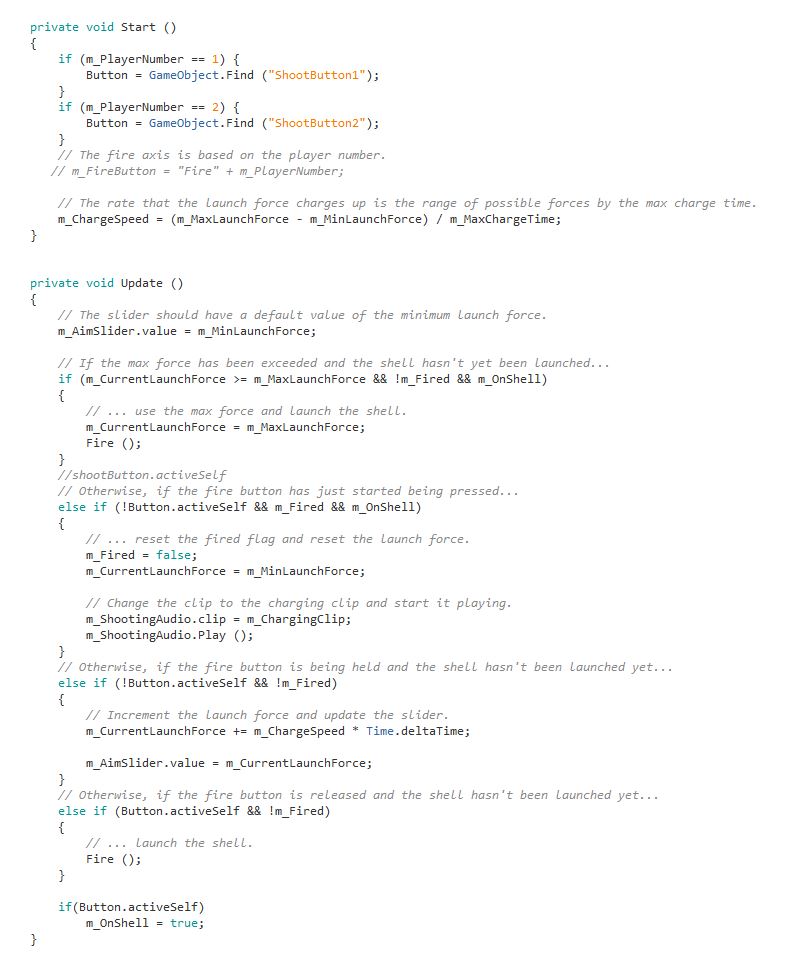 private void Start ()
{
    if (m_PlayerNumber == 1) {
        Button = GameObject.Find ("ShootButton1");
    }
    if (m_PlayerNumber == 2) {
        Button = GameObject.Find ("ShootButton2");
    }
    // The fire axis is based on the player number.
   // m_FireButton = "Fire" + m_PlayerNumber;

    // The rate that the launch force charges up is the range of possible forces by the max charge time.
    m_ChargeSpeed = (m_MaxLaunchForce - m_MinLaunchForce) / m_MaxChargeTime;
}


private void Update ()
{
    // The slider should have a default value of the minimum launch force.
    m_AimSlider.value = m_MinLaunchForce;

    // If the max force has been exceeded and the shell hasn't yet been launched...
    if (m_CurrentLaunchForce >= m_MaxLaunchForce && !m_Fired && m_OnShell)
    {
        // ... use the max force and launch the shell.
        m_CurrentLaunchForce = m_MaxLaunchForce;
        Fire ();
    }
    //shootButton.activeSelf
    // Otherwise, if the fire button has just started being pressed...
    else if (!Button.activeSelf && m_Fired && m_OnShell)
    {
        // ... reset the fired flag and reset the launch force.
        m_Fired = false;
        m_CurrentLaunchForce = m_MinLaunchForce;

        // Change the clip to the charging clip and start it playing.
        m_ShootingAudio.clip = m_ChargingClip;
        m_ShootingAudio.Play ();
    }
    // Otherwise, if the fire button is being held and the shell hasn't been launched yet...
    else if (!Button.activeSelf && !m_Fired)
    {
        // Increment the launch force and update the slider.
        m_CurrentLaunchForce += m_ChargeSpeed * Time.deltaTime;

        m_AimSlider.value = m_CurrentLaunchForce;
    }
    // Otherwise, if the fire button is released and the shell hasn't been launched yet...
    else if (Button.activeSelf && !m_Fired)
    {
        // ... launch the shell.
        Fire ();
    }

    if(Button.activeSelf)
        m_OnShell = true;
}